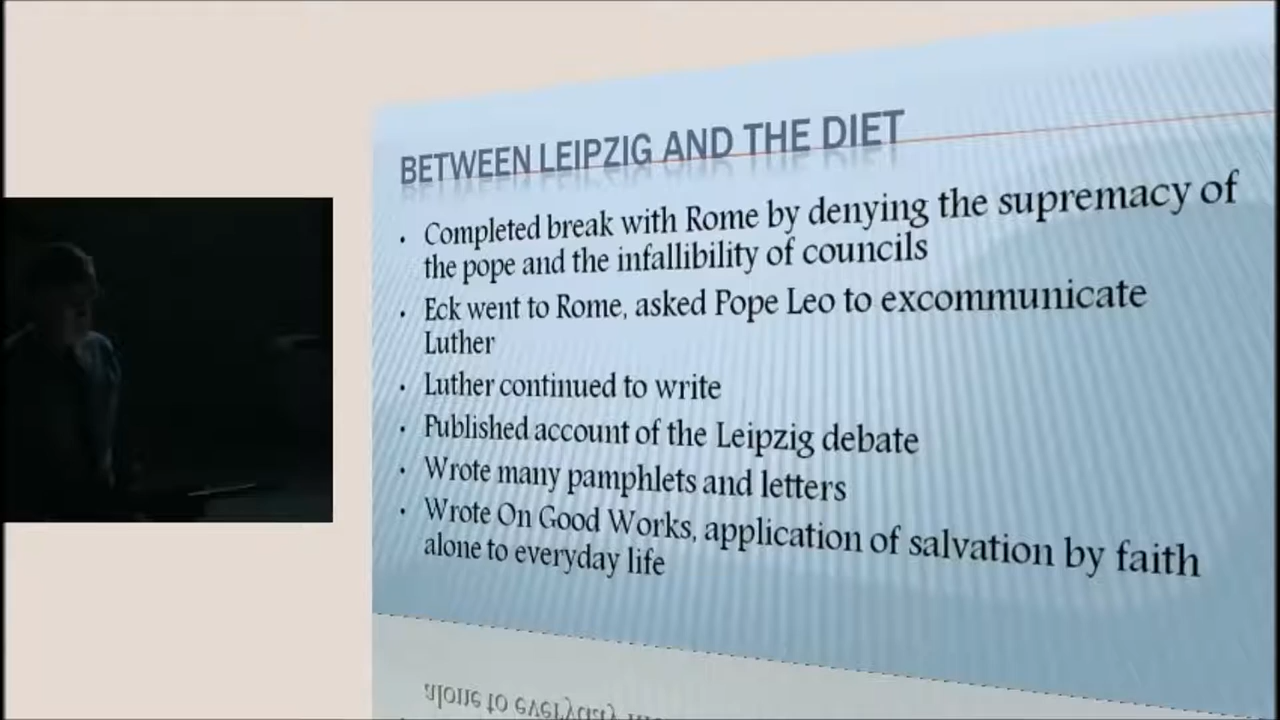 BETWEEN LEIPZIG AND THE DIET
• Completed break with Rome by denying the supremacy of
the pope and the infallibility of councils
• Eck went to Rome, asked Pope Leo to excommunicate
Luther
• Luther continued to write
• Published account of the Leipzig debate
• Wrote many pamphlets and letters
• Wrote On Good Works, application of salvation by faith
alone to everyday life